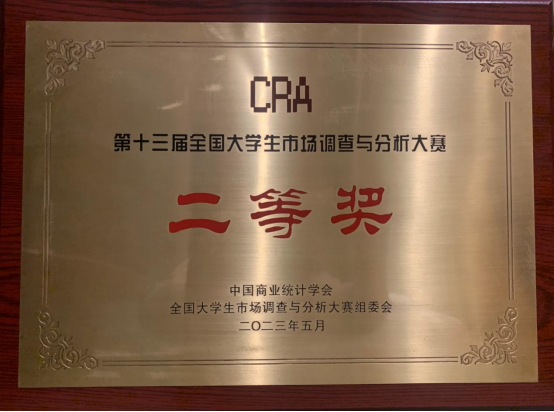 CRA
第十三届全国大学生市场调查与分析大赛
二等奖
中国商业统计学会
全国大学生市场调查与分析大赛组委会
二〇二三年五月